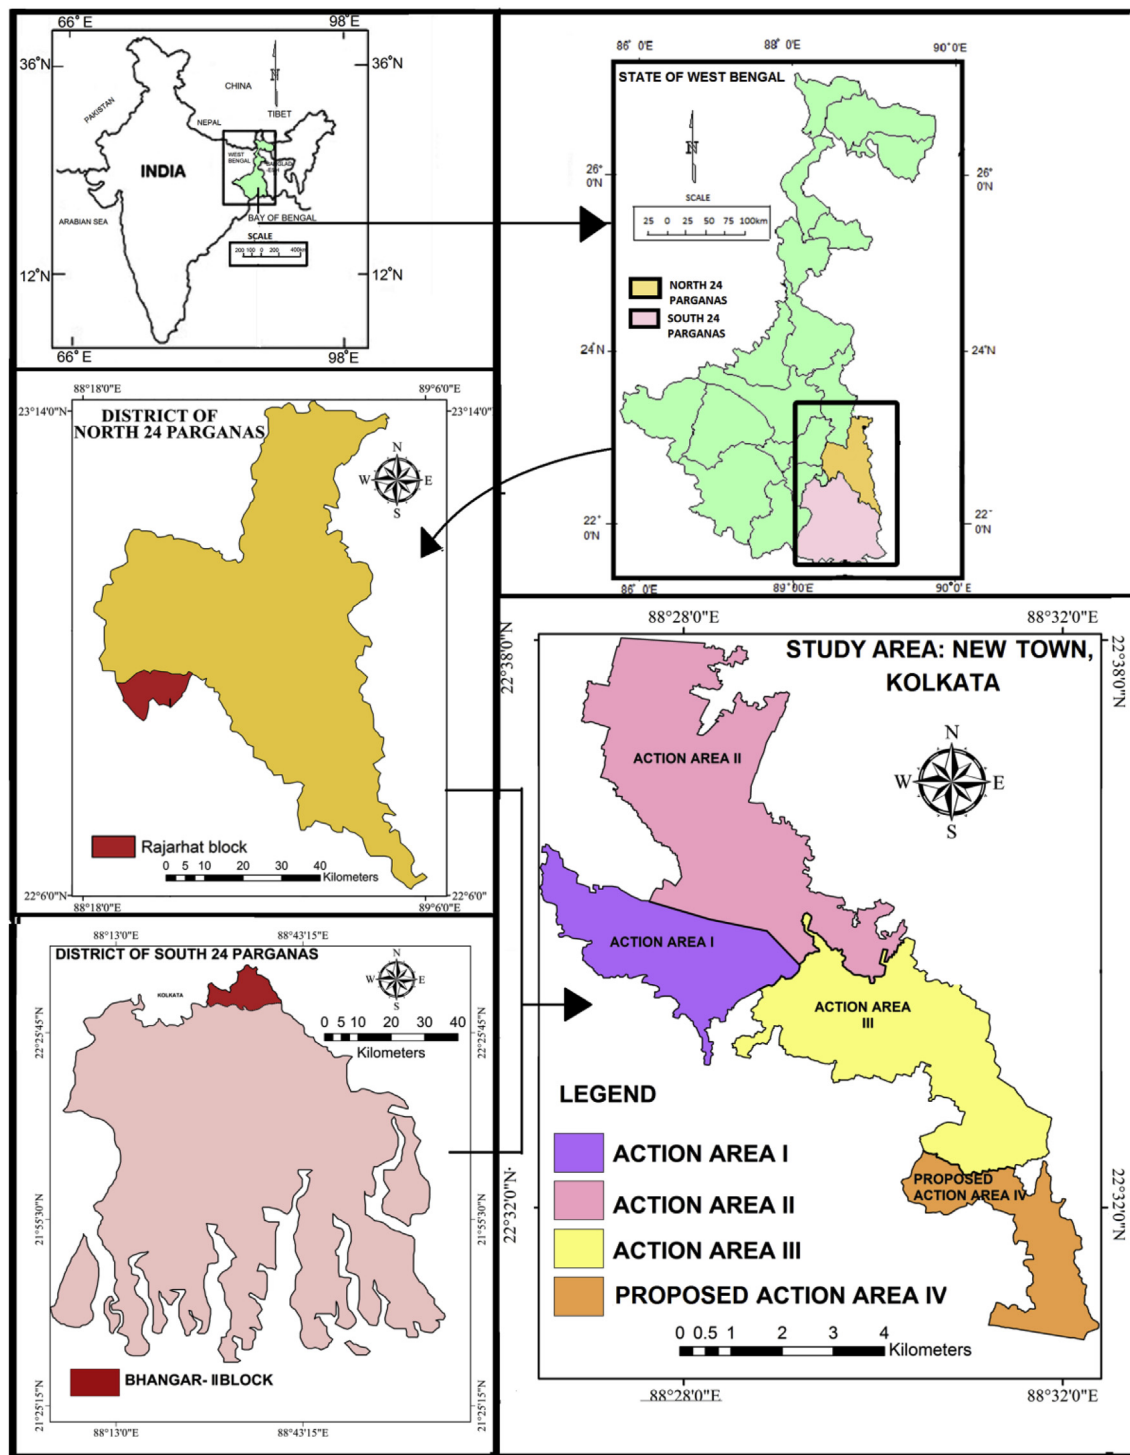 66° E
98° E
36°N
36°N
CHINA
N
TIBET
PAKISTAN
NEPAL
WEST
BENGAL
INDIA
ARABIAN SEA
BAY OF BENGAL
SCALE
200 100 0 200 400km
12°N
12°N
66° E
98° E
86° 0'E
88° 0'E
90° 0'E
STATE OF WEST BENGAL
N
26°
0'N
26°
0'N
SCALE
25 0 25 50 75 100km
NORTH 24
PARGANAS
SOUTH 24
PARGANAS
24°N
24°N
22°
0'N
22°
0'N
86° 0'E
89°0'E
90° 0' E
88°18'0"E
89°6'0"E
23°14'0"N
23°14'0"N
DISTRICT OF
NORTH 24 PARGANAS
N
W E
S
Rajarhat block
0 5 10 20 30 40
Kilometers
22°6'0"N
22°6'0"
88°18'0"E
89°6'0"E
88°13'0"E
88°43'15"E
DISTRICT OF SOUTH 24 PARGANAS
KOLKATA
N
W E
S
0 5 10 20 30 40
Kilometers
22°25'45"N
22°25'45"N
21°55'30"N
21°55'30"N
BHANGAR- IIBLOCK
21°25'15"N
21°25'15"N
88°13'0"E
88°43'15"E
88°28'0"E
88°32'0"E
22°38'0"N
22°38'0"N
STUDY AREA: NEW TOWN,
KOLKATA
N
W E
S
ACTION AREA II
ACTION AREA I
ACTION AREA
III
PROPOSED
ACTION AREA IV
LEGEND
ACTION AREA I
ACTION AREA II
ACTION AREA III
PROPOSED ACTION AREA IV
0 0.5 1 2 3 4
Kilometers
22°32'0"N
22°32'0"N
88°28'0"E
88°32'0"E